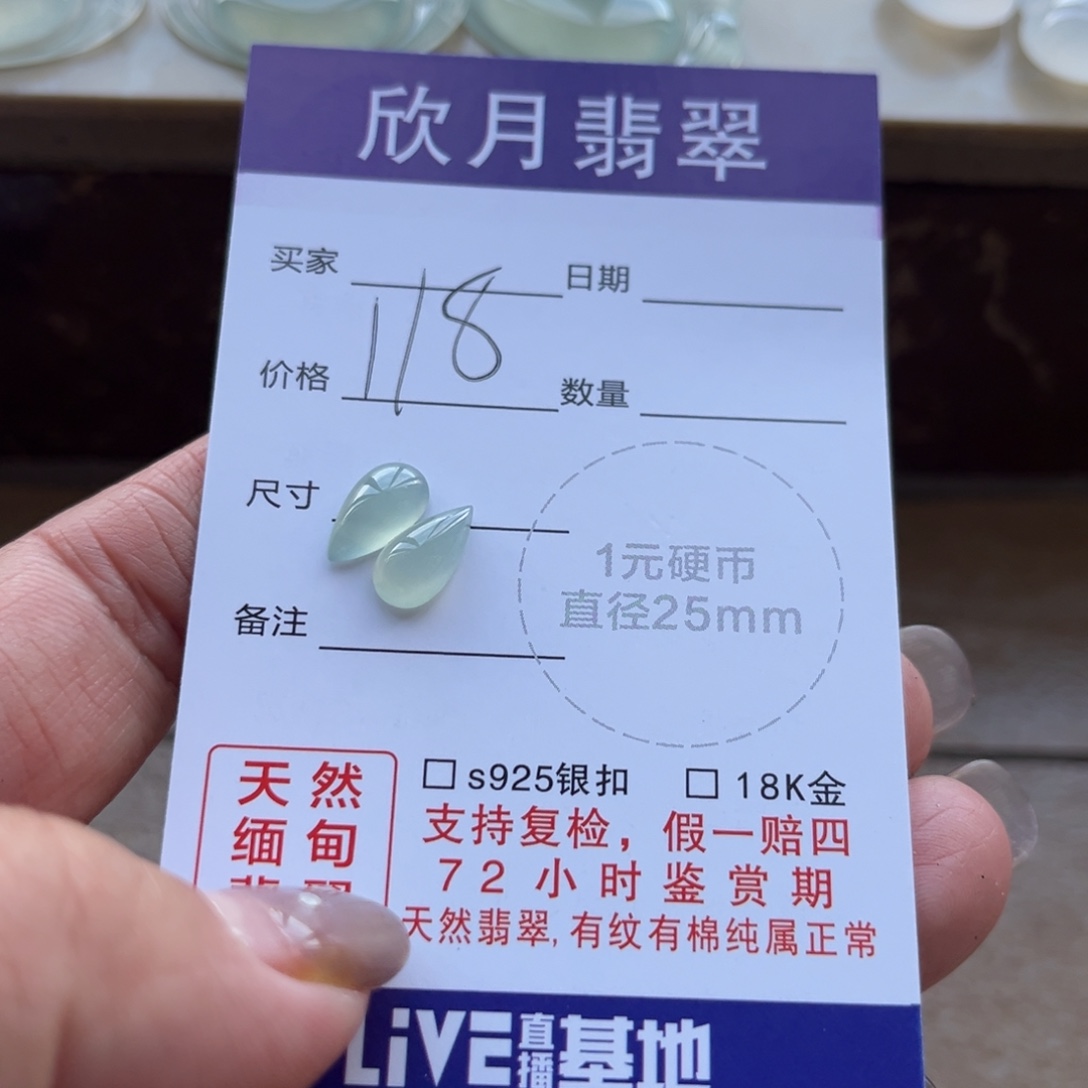 欣月翡翠
买家 日期
118
价格 数量
尺寸
1元硬币
直径25mm
备注
天然
缅甸
□ s925银扣 □ 18K金
支持复检，假一赔四
72小时鉴赏期
天然翡翠,有纹有棉纯属正常
LiVE直播基地